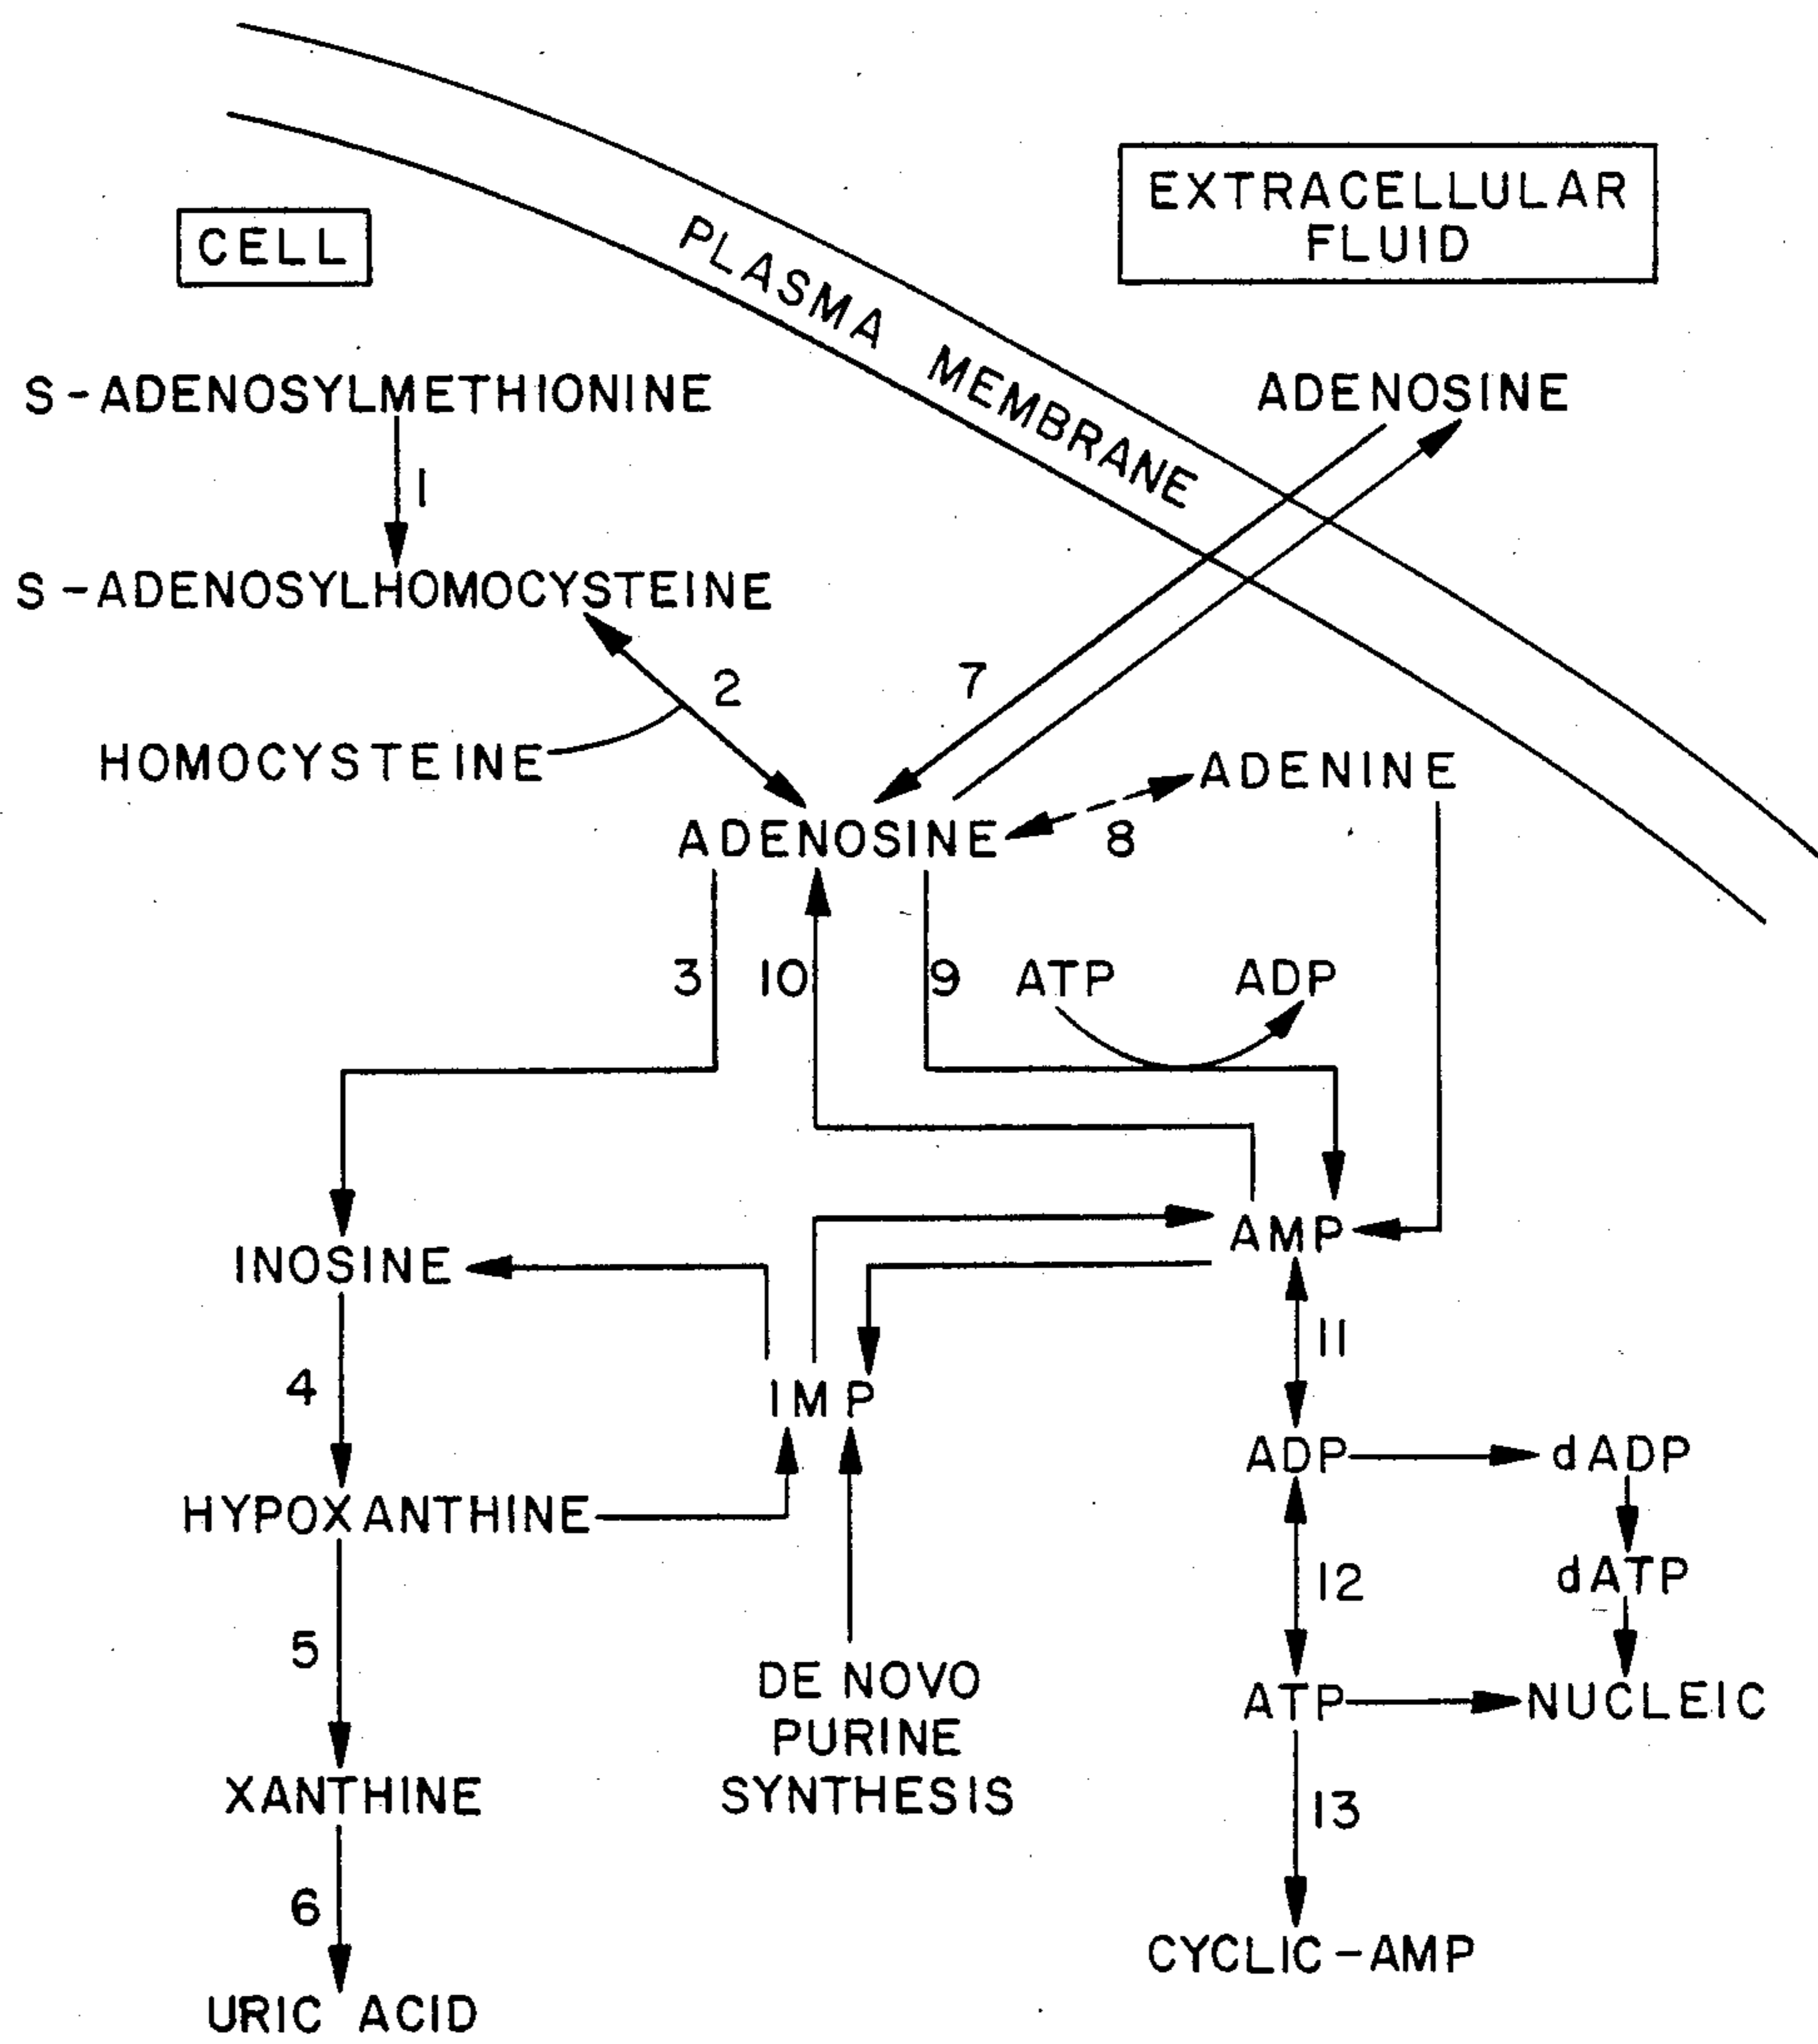 EXTRACELLULAR
FLUID
CELL
PLASMA MEMBRANE
S-ADENOSYLMETHIONINE
ADENOSINE
1
S-ADENOSYLHOMOCYSTEINE
2
7
HOMOCYSTEINE
ADENINE
ADENOSINE
8
3
10
9
ATP
ADP
AMP
INOSINE
11
4
IMP
ADP
dADP
HYPOXANTHINE
12
dATP
5
DE NOVO
PURINE
SYNTHESIS
ATP
NUCLEIC
XANTHINE
13
6
CYCLIC-AMP
URIC ACID